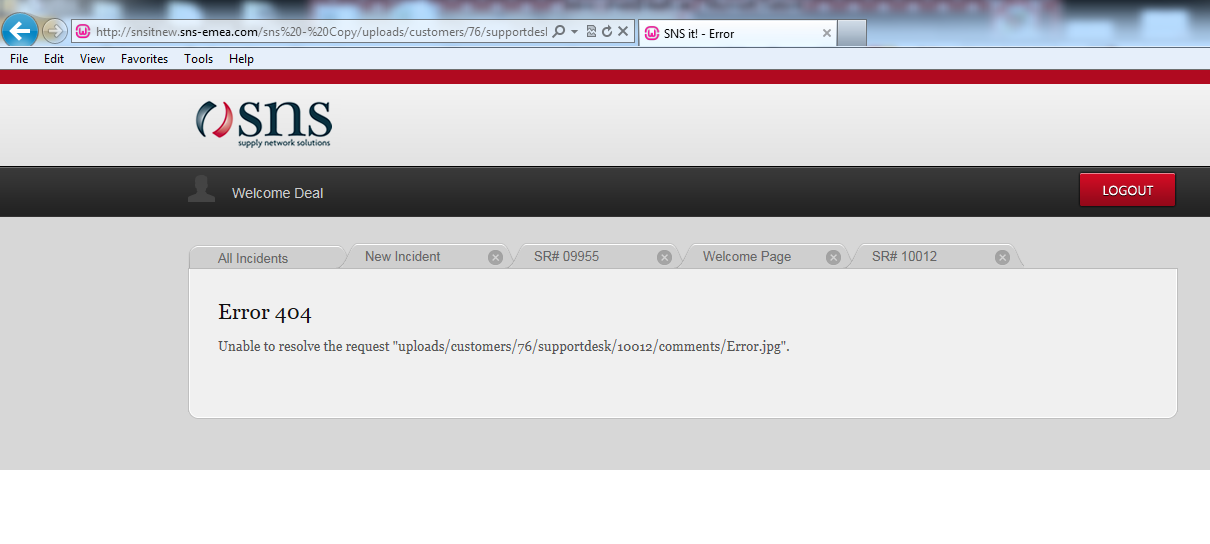 http://snsitnew.sns-emea.com/sns%20-%20Copy/uploads/customers/76/supportdesl
SNS it! - Error
File Edit View Favorites Tools Help
sns
supply network solutions
Welcome Deal
LOGOUT
All Incidents New Incident SR# 09955 Welcome Page SR# 10012
Error 404
Unable to resolve the request "uploads/customers/76/supportdesk/10012/comments/Error.jpg".